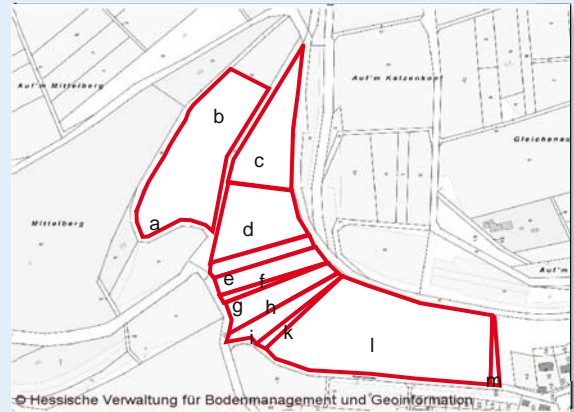 Auf'm Mittelberg
Auf'm Katzenkopf
b
Gleichenau
c
a
Mittelberg
d
Auf'm
e
f
g
h
i
k
l
m
© Hessische Verwaltung für Bodenmanagement und Geoinformation